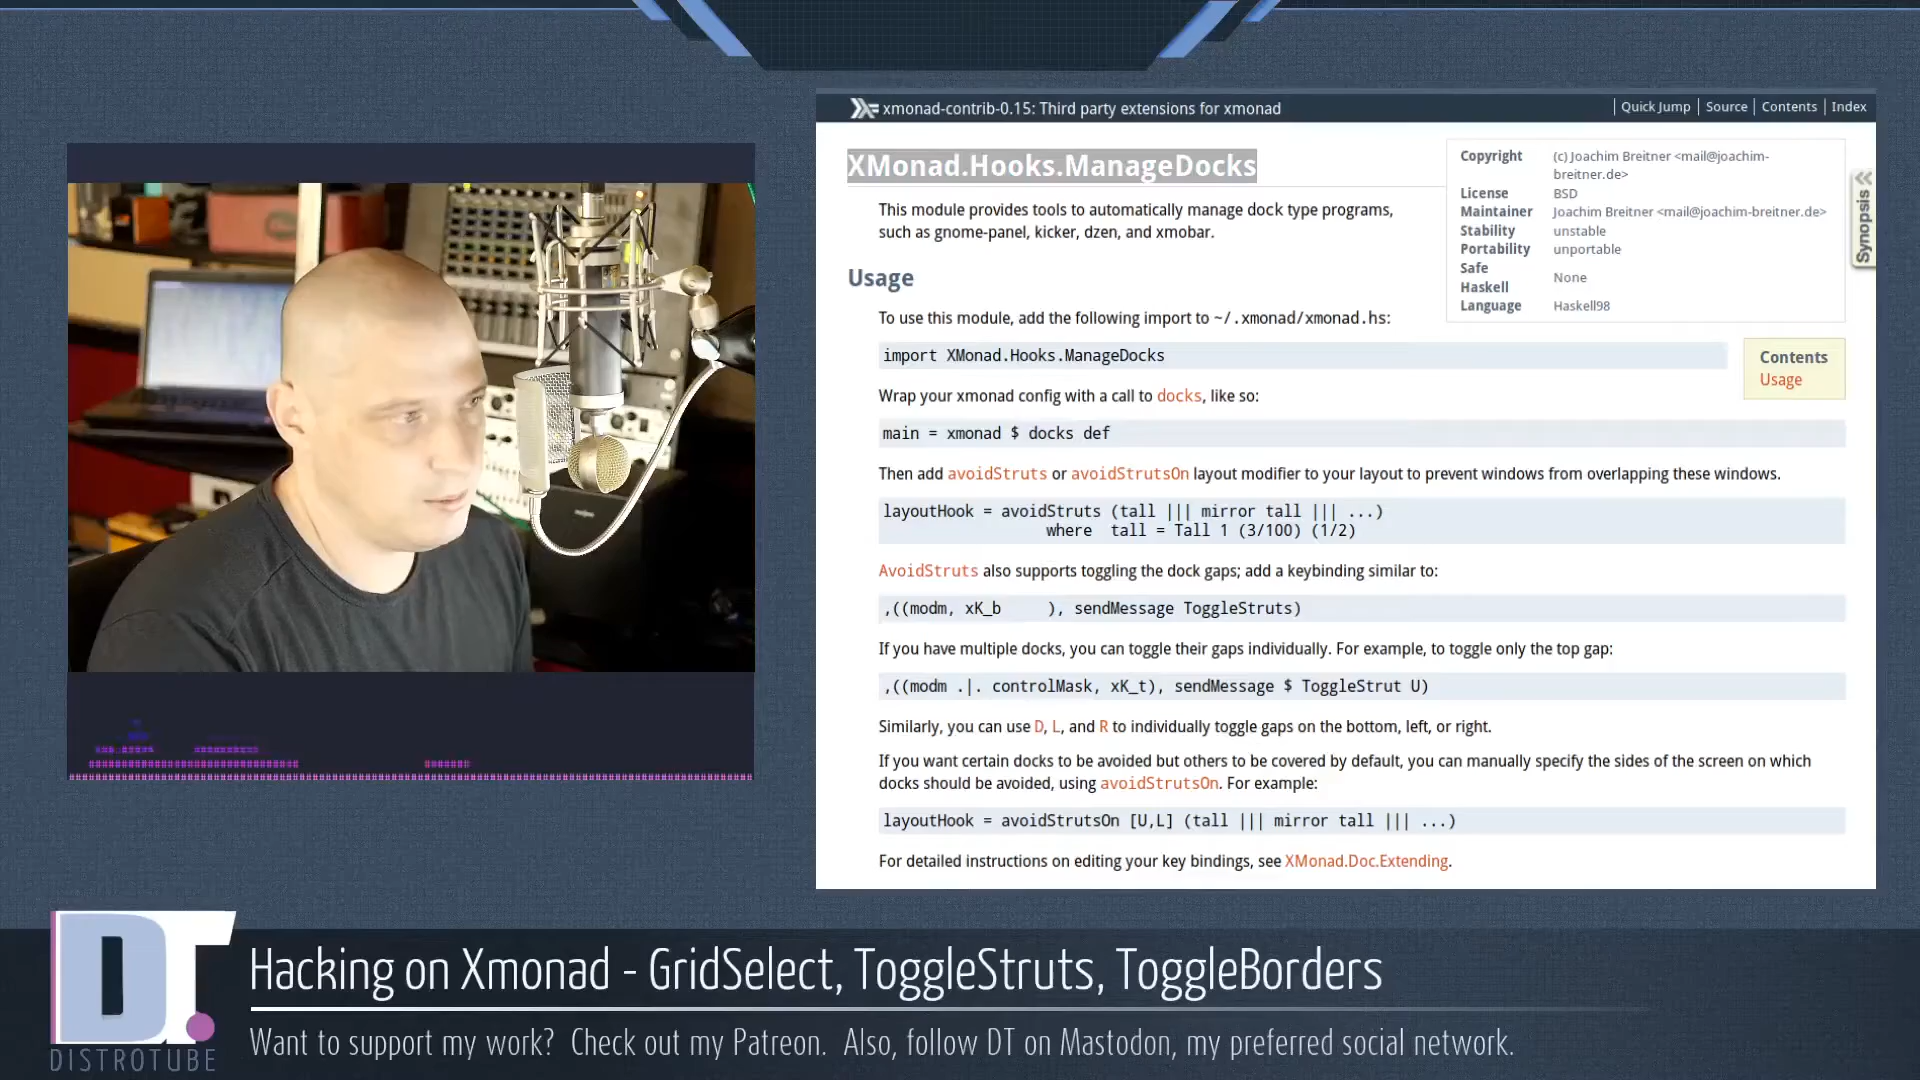 xmonad-contrib-0.15: Third party extensions for xmonad
| Quick Jump | Source | Contents | Index
XMonad.Hooks.ManageDocks
Copyright (c) Joachim Breitner <mail@joachim-
breitner.de>
License BSD
Maintainer Joachim Breitner <mail@joachim-breitner.de>
Stability unstable
Portability unportable
Safe
Haskell None
Language Haskell98
Synopsis
This module provides tools to automatically manage dock type programs,
such as gnome-panel, kicker, dzen, and xmobar.
Usage
To use this module, add the following import to ~/.xmonad/xmonad.hs:
import XMonad.Hooks.ManageDocks
Contents
Usage
Wrap your xmonad config with a call to docks, like so:
main = xmonad $ docks def
Then add avoidStruts or avoidStrutsOn layout modifier to your layout to prevent windows from overlapping these windows.
layoutHook = avoidStruts (tall ||| mirror tall ||| ...)
where tall = Tall 1 (3/100) (1/2)
AvoidStruts also supports toggling the dock gaps; add a keybinding similar to:
,((modm, xK_b     ), sendMessage ToggleStruts)
If you have multiple docks, you can toggle their gaps individually. For example, to toggle only the top gap:
,((modm .|. controlMask, xK_t), sendMessage $ ToggleStrut U)
Similarly, you can use D, L, and R to individually toggle gaps on the bottom, left, or right.
If you want certain docks to be avoided but others to be covered by default, you can manually specify the sides of the screen on which
docks should be avoided, using avoidStrutsOn. For example:
layoutHook = avoidStrutsOn [U,L] (tall ||| mirror tall ||| ...)
For detailed instructions on editing your key bindings, see XMonad.Doc.Extending.
DT
DISTROTUBE
Hacking on Xmonad - GridSelect, ToggleStruts, ToggleBorders
Want to support my work? Check out my Patreon. Also, follow DT on Mastodon, my preferred social network.